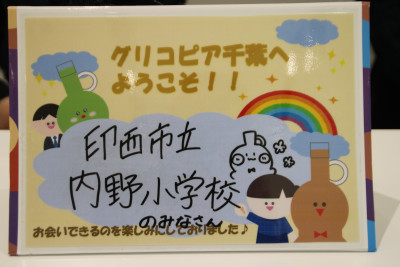 グリコピア千葉へ
ようこそ！！
印西市立
内野小学校
のみなさん
お会いできるのを楽しみにしておりました♪